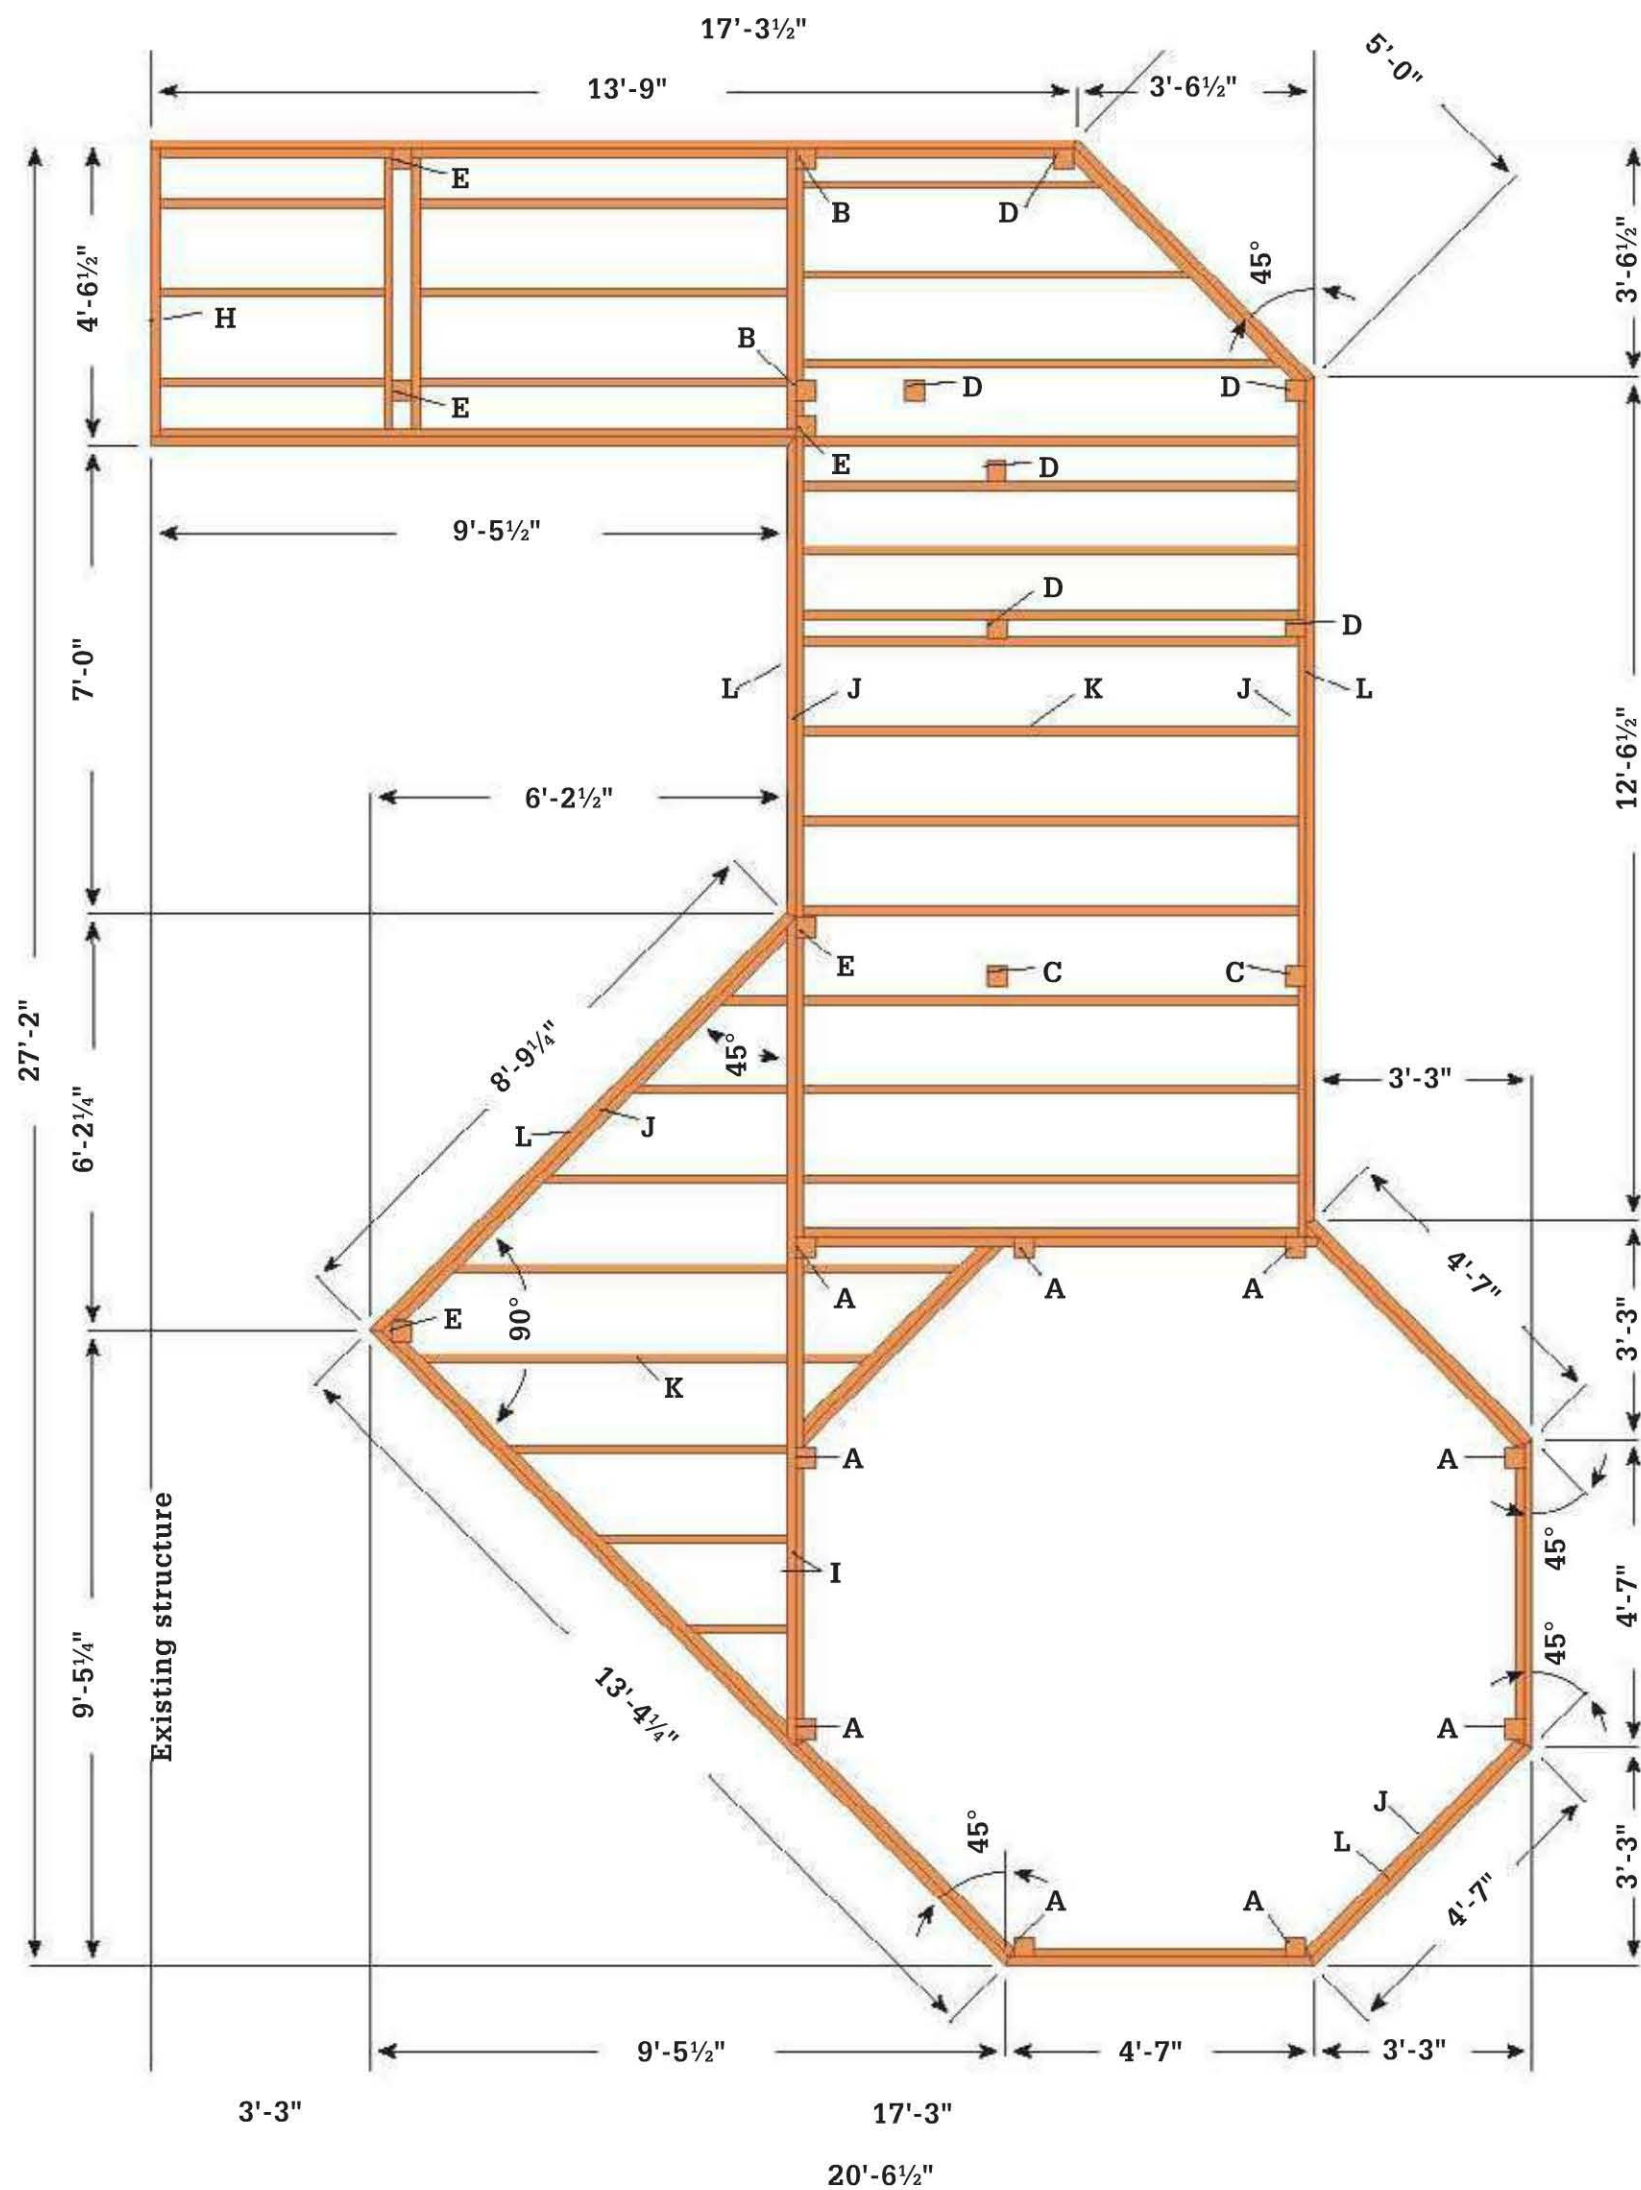 17'-3½"
13'-9"
3'-6½"
5'-0"
E
B
D
45°
3'-6½"
4'-6½"
H
B
D
D
E
E
D
9'-5½"
D
D
7'-0"
L
J
K
J
L
12'-6½"
6'-2½"
E
C
C
27'-2"
8'-9¼"
45°
3'-3"
6'-2¼"
L
J
4'-7"
A
A
A
E
90°
3'-3"
K
A
A
45°
Existing structure
I
4'-7"
9'-5¼"
13'-4¼"
45°
A
A
J
L
45°
3'-3"
4'-7"
A
A
9'-5½"
4'-7"
3'-3"
3'-3"
17'-3"
20'-6½"